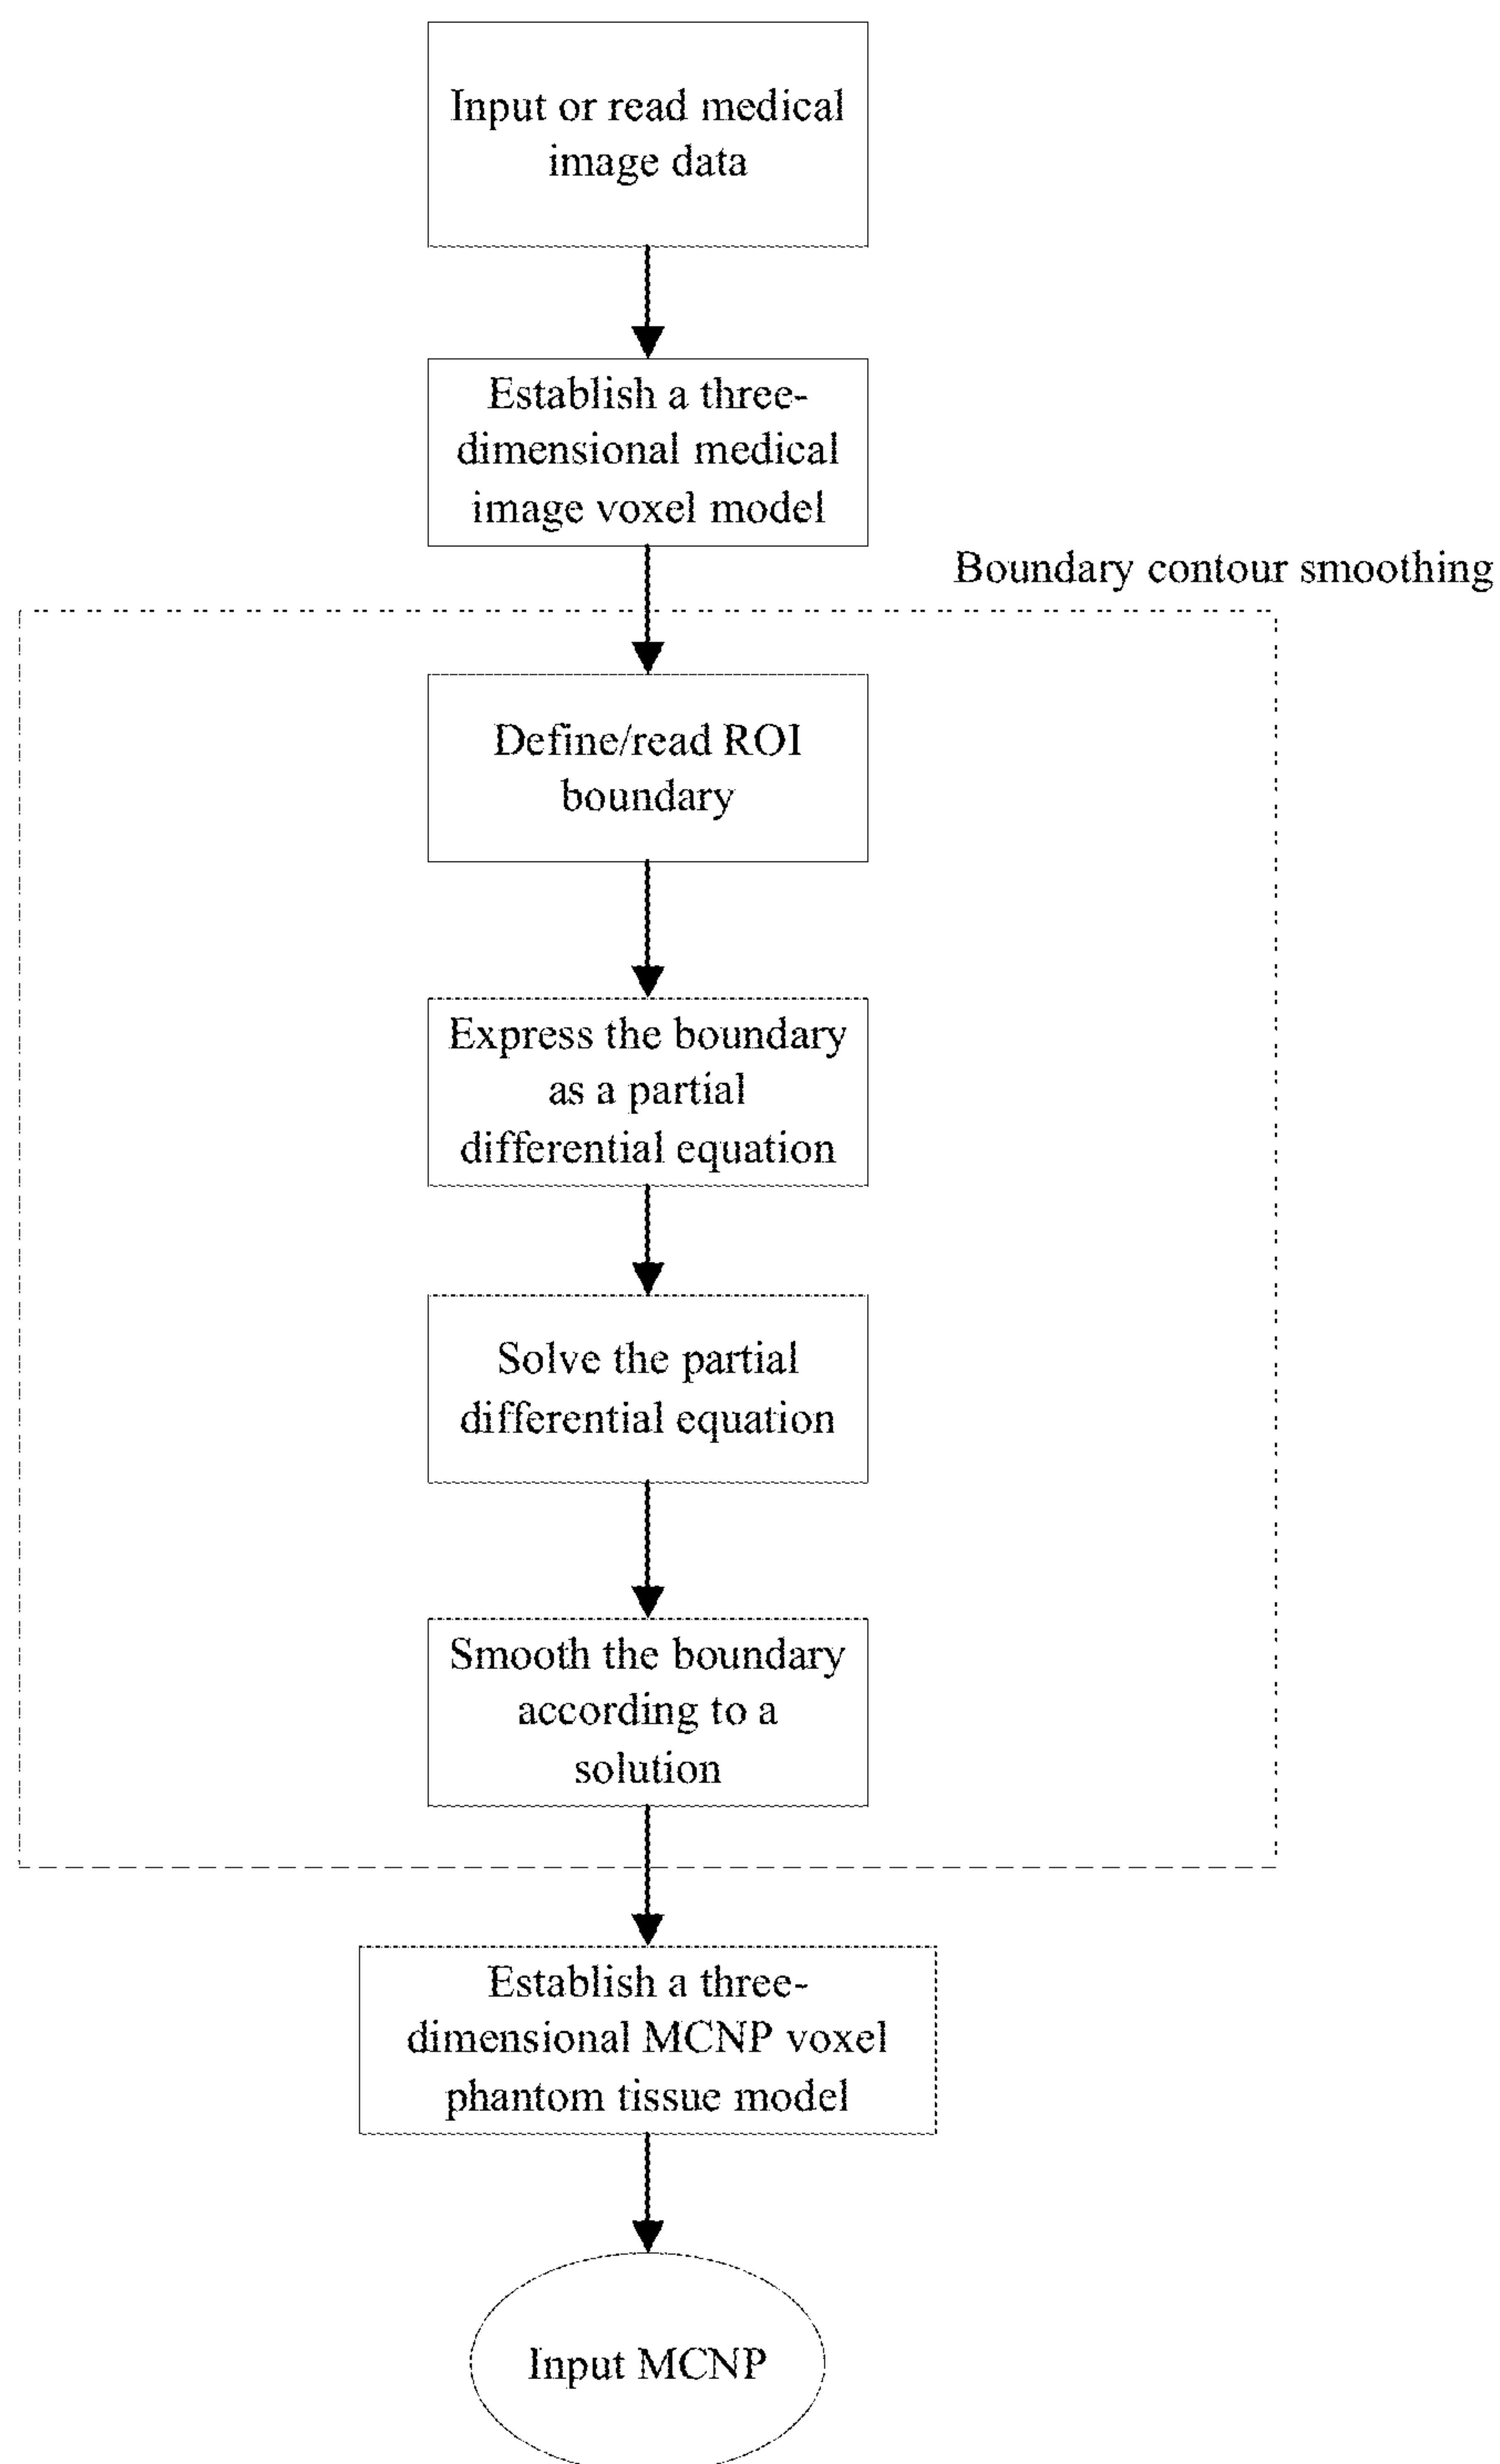 Input or read medical
image data
Establish a three-
dimensional medical
image voxel model
Boundary contour smoothing
Define/read ROI
boundary
Express the boundary
as a partial
differential equation
Solve the partial
differential equation
Smooth the boundary
according to a
solution
Establish a three-
dimensional MCNP voxel
phantom tissue model
Input MCNP